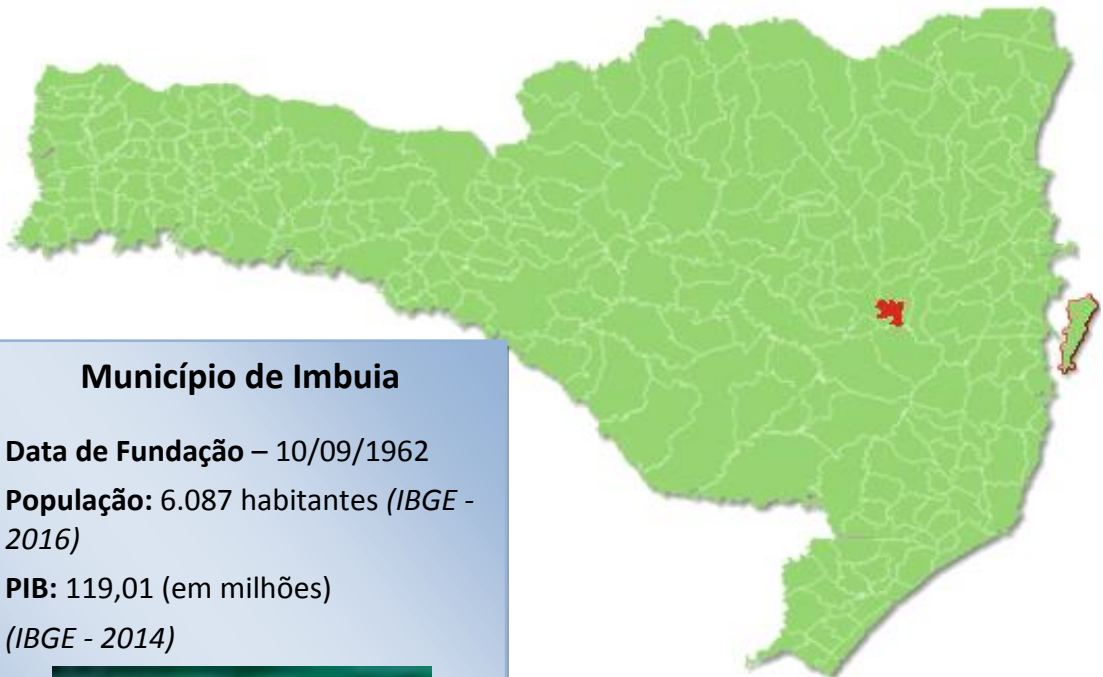 Município de Imbuia
Data de Fundação – 10/09/1962
População: 6.087 habitantes (IBGE -
2016)
PIB: 119,01 (em milhões)
(IBGE - 2014)